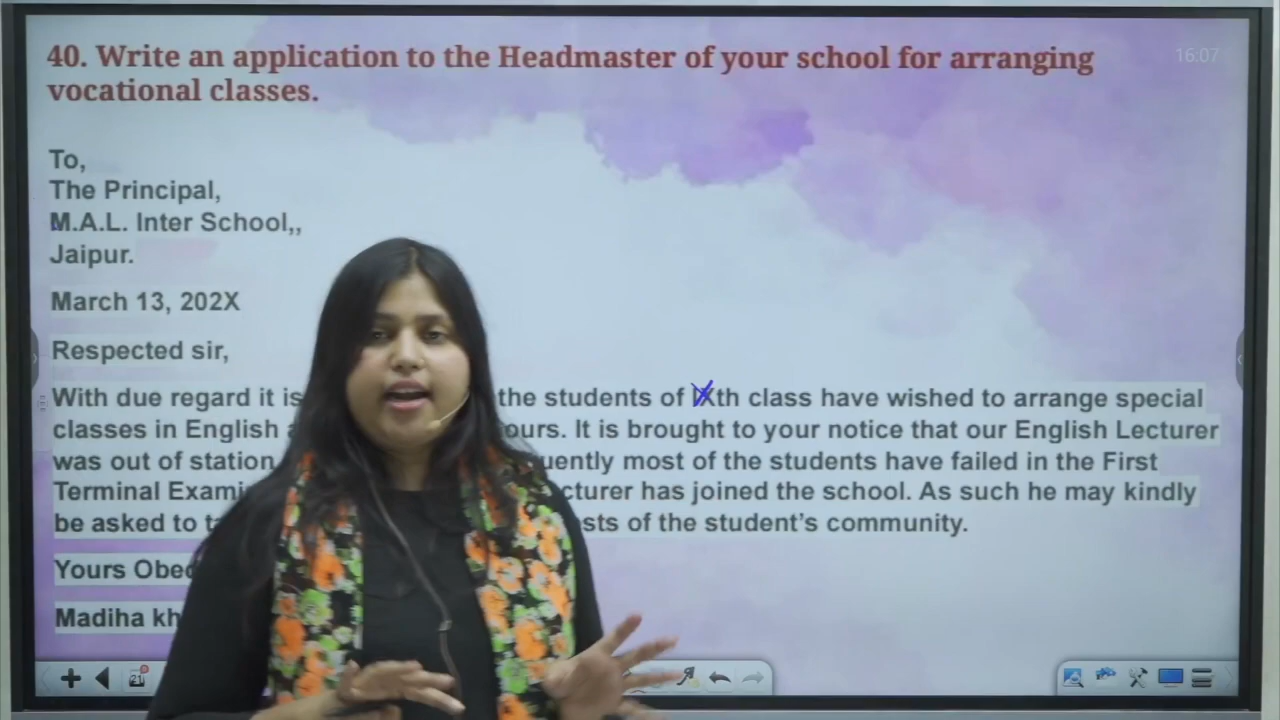 40. Write an application to the Headmaster of your school for arranging
vocational classes.
16:07
To,
The Principal,
M.A.L. Inter School,,
Jaipur.
March 13, 202X
Respected sir,
With due regard it is the students of IXth class have wished to arrange special
classes in English ours. It is brought to your notice that our English Lecturer
was out of station uently most of the students have failed in the First
Terminal Exami cturer has joined the school. As such he may kindly
be asked to sts of the student's community.
Yours Obed
Madiha kh
21